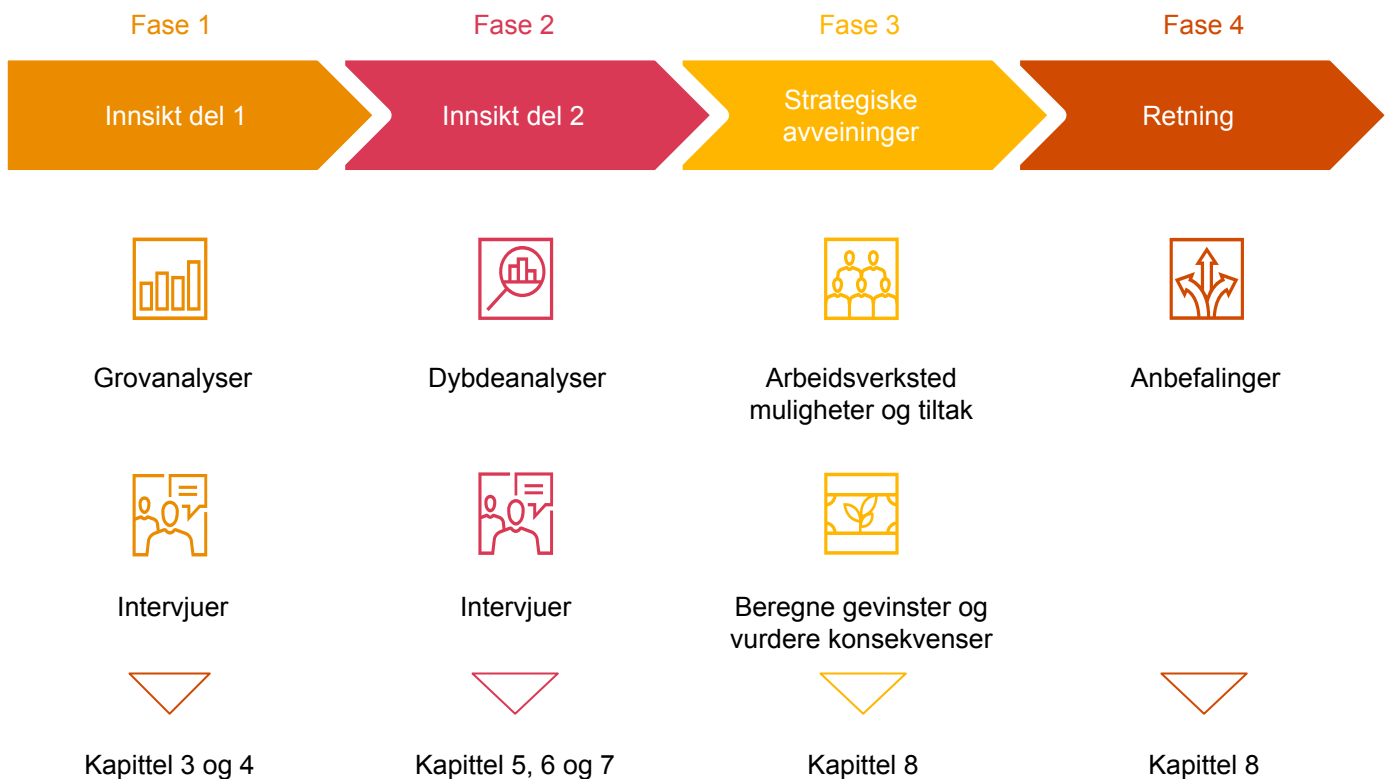 Fase 1
Fase 2
Fase 3
Fase 4
Innsikt del 1
Innsikt del 2
Strategiske
avveininger
Retning
Grovanalyser
Dybdeanalyser
Arbeidsverksted
muligheter og tiltak
Anbefalinger
Intervjuer
Intervjuer
Beregne gevinster og
vurdere konsekvenser
Kapittel 3 og 4
Kapittel 5, 6 og 7
Kapittel 8
Kapittel 8